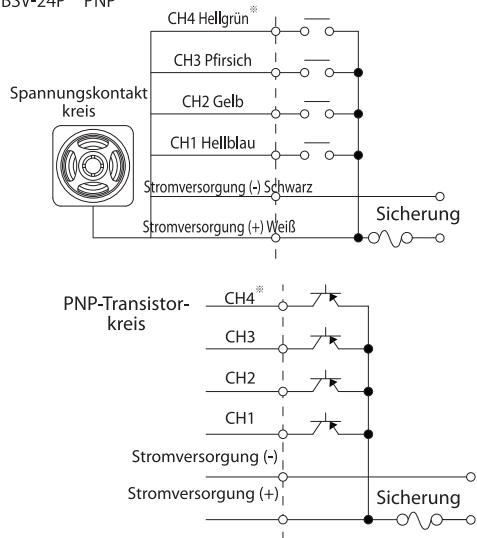 BSV-24P PNP
CH4 Hellgrün※
CH3 Pfirsich
Spannungskontakt
kreis
CH2 Gelb
CH1 Hellblau
Stromversorgung (-) Schwarz
Sicherung
Stromversorgung (+) Weiß
PNP-Transistor-
kreis
CH4※
CH3
CH2
CH1
Stromversorgung (-)
Stromversorgung (+)
Sicherung